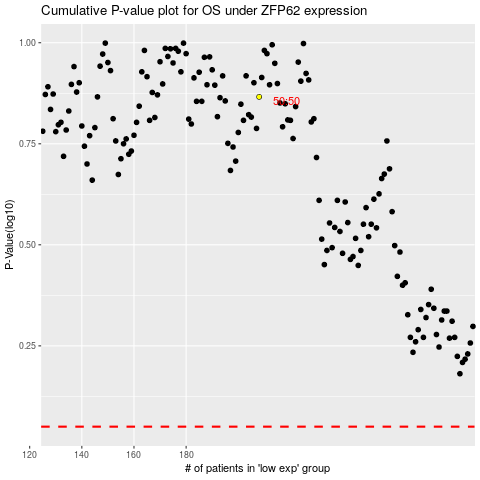 Cumulative P-value plot for OS under ZFP62 expression
1.00
0.75
0.50
0.25
P-Value(log10)
50:50
120 140 160 180
# of patients in 'low exp' group